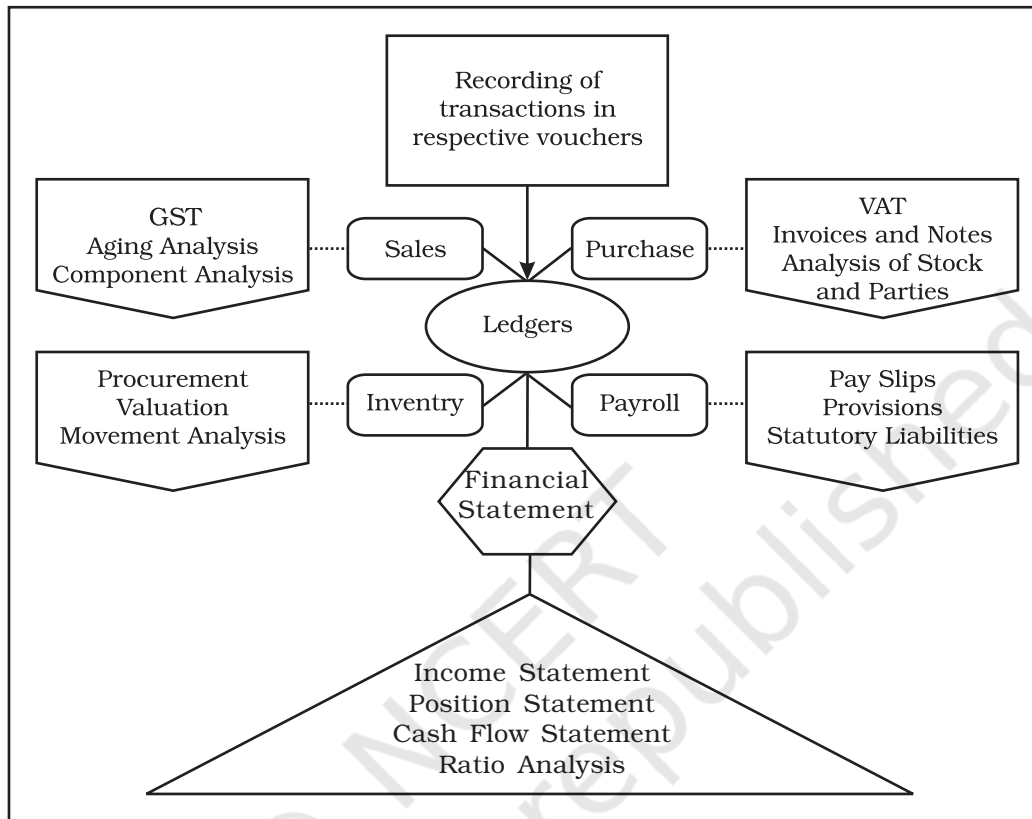 Recording of
transactions in
respective vouchers
GST
Aging Analysis
Component Analysis
Sales
Purchase
VAT
Invoices and Notes
Analysis of Stock
and Parties
Ledgers
Procurement
Valuation
Movement Analysis
Inventry
Payroll
Pay Slips
Provisions
Statutory Liabilities
Financial
Statement
Income Statement
Position Statement
Cash Flow Statement
Ratio Analysis
© NCERT
republished